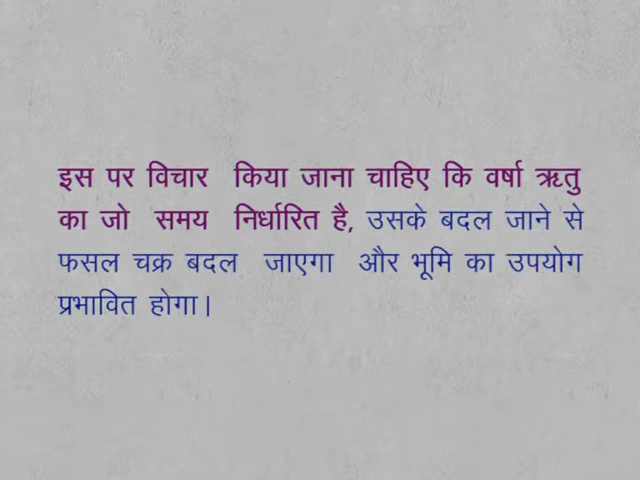 इस पर विचार किया जाना चाहिए कि वर्षा ऋतु
का जो समय निर्धारित है, उसके बदल जाने से
फसल चक्र बदल जाएगा और भूमि का उपयोग
प्रभावित होगा।